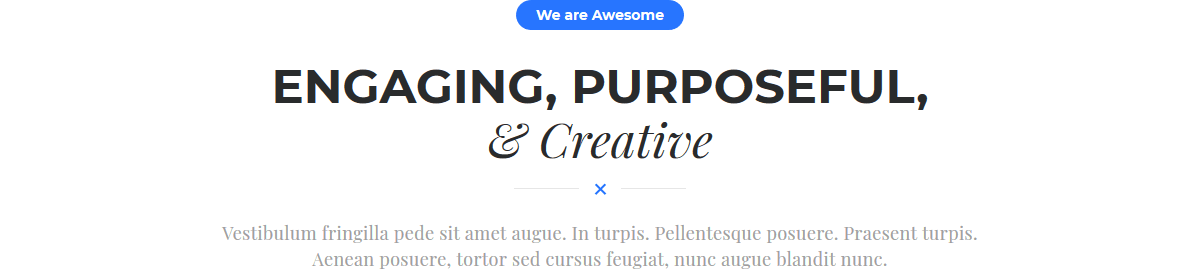 We are Awesome
ENGAGING, PURPOSEFUL,
& Creative
Vestibulum fringilla pede sit amet augue. In turpis. Pellentesque posuere. Praesent turpis.
Aenean posuere, tortor sed cursus feugiat, nunc augue blandit nunc.